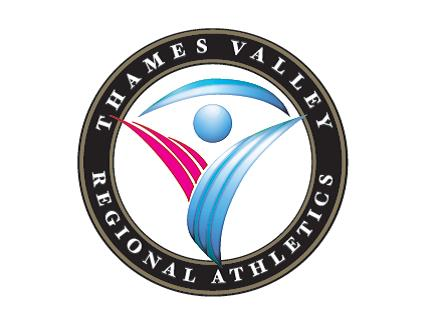 THAMES VALLEY
REGIONAL ATHLETICS